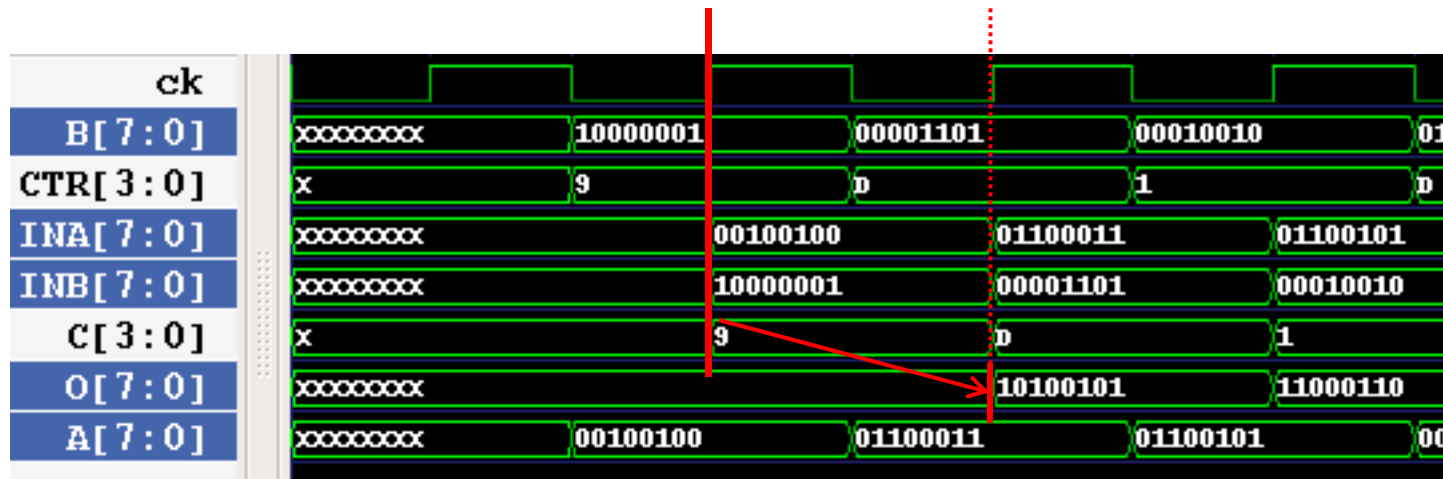 ck
B[7:0] xxxxxxxx 10000001 00001101 00010010 01
CTR[3:0] x 9 D 1 D
INA[7:0] xxxxxxxx 00100100 01100011 01100101
INB[7:0] xxxxxxxx 10000001 00001101 00010010
C[3:0] x 9 D 1
O[7:0] xxxxxxxx 10100101 11000110
A[7:0] xxxxxxxx 00100100 01100011 01100101 00